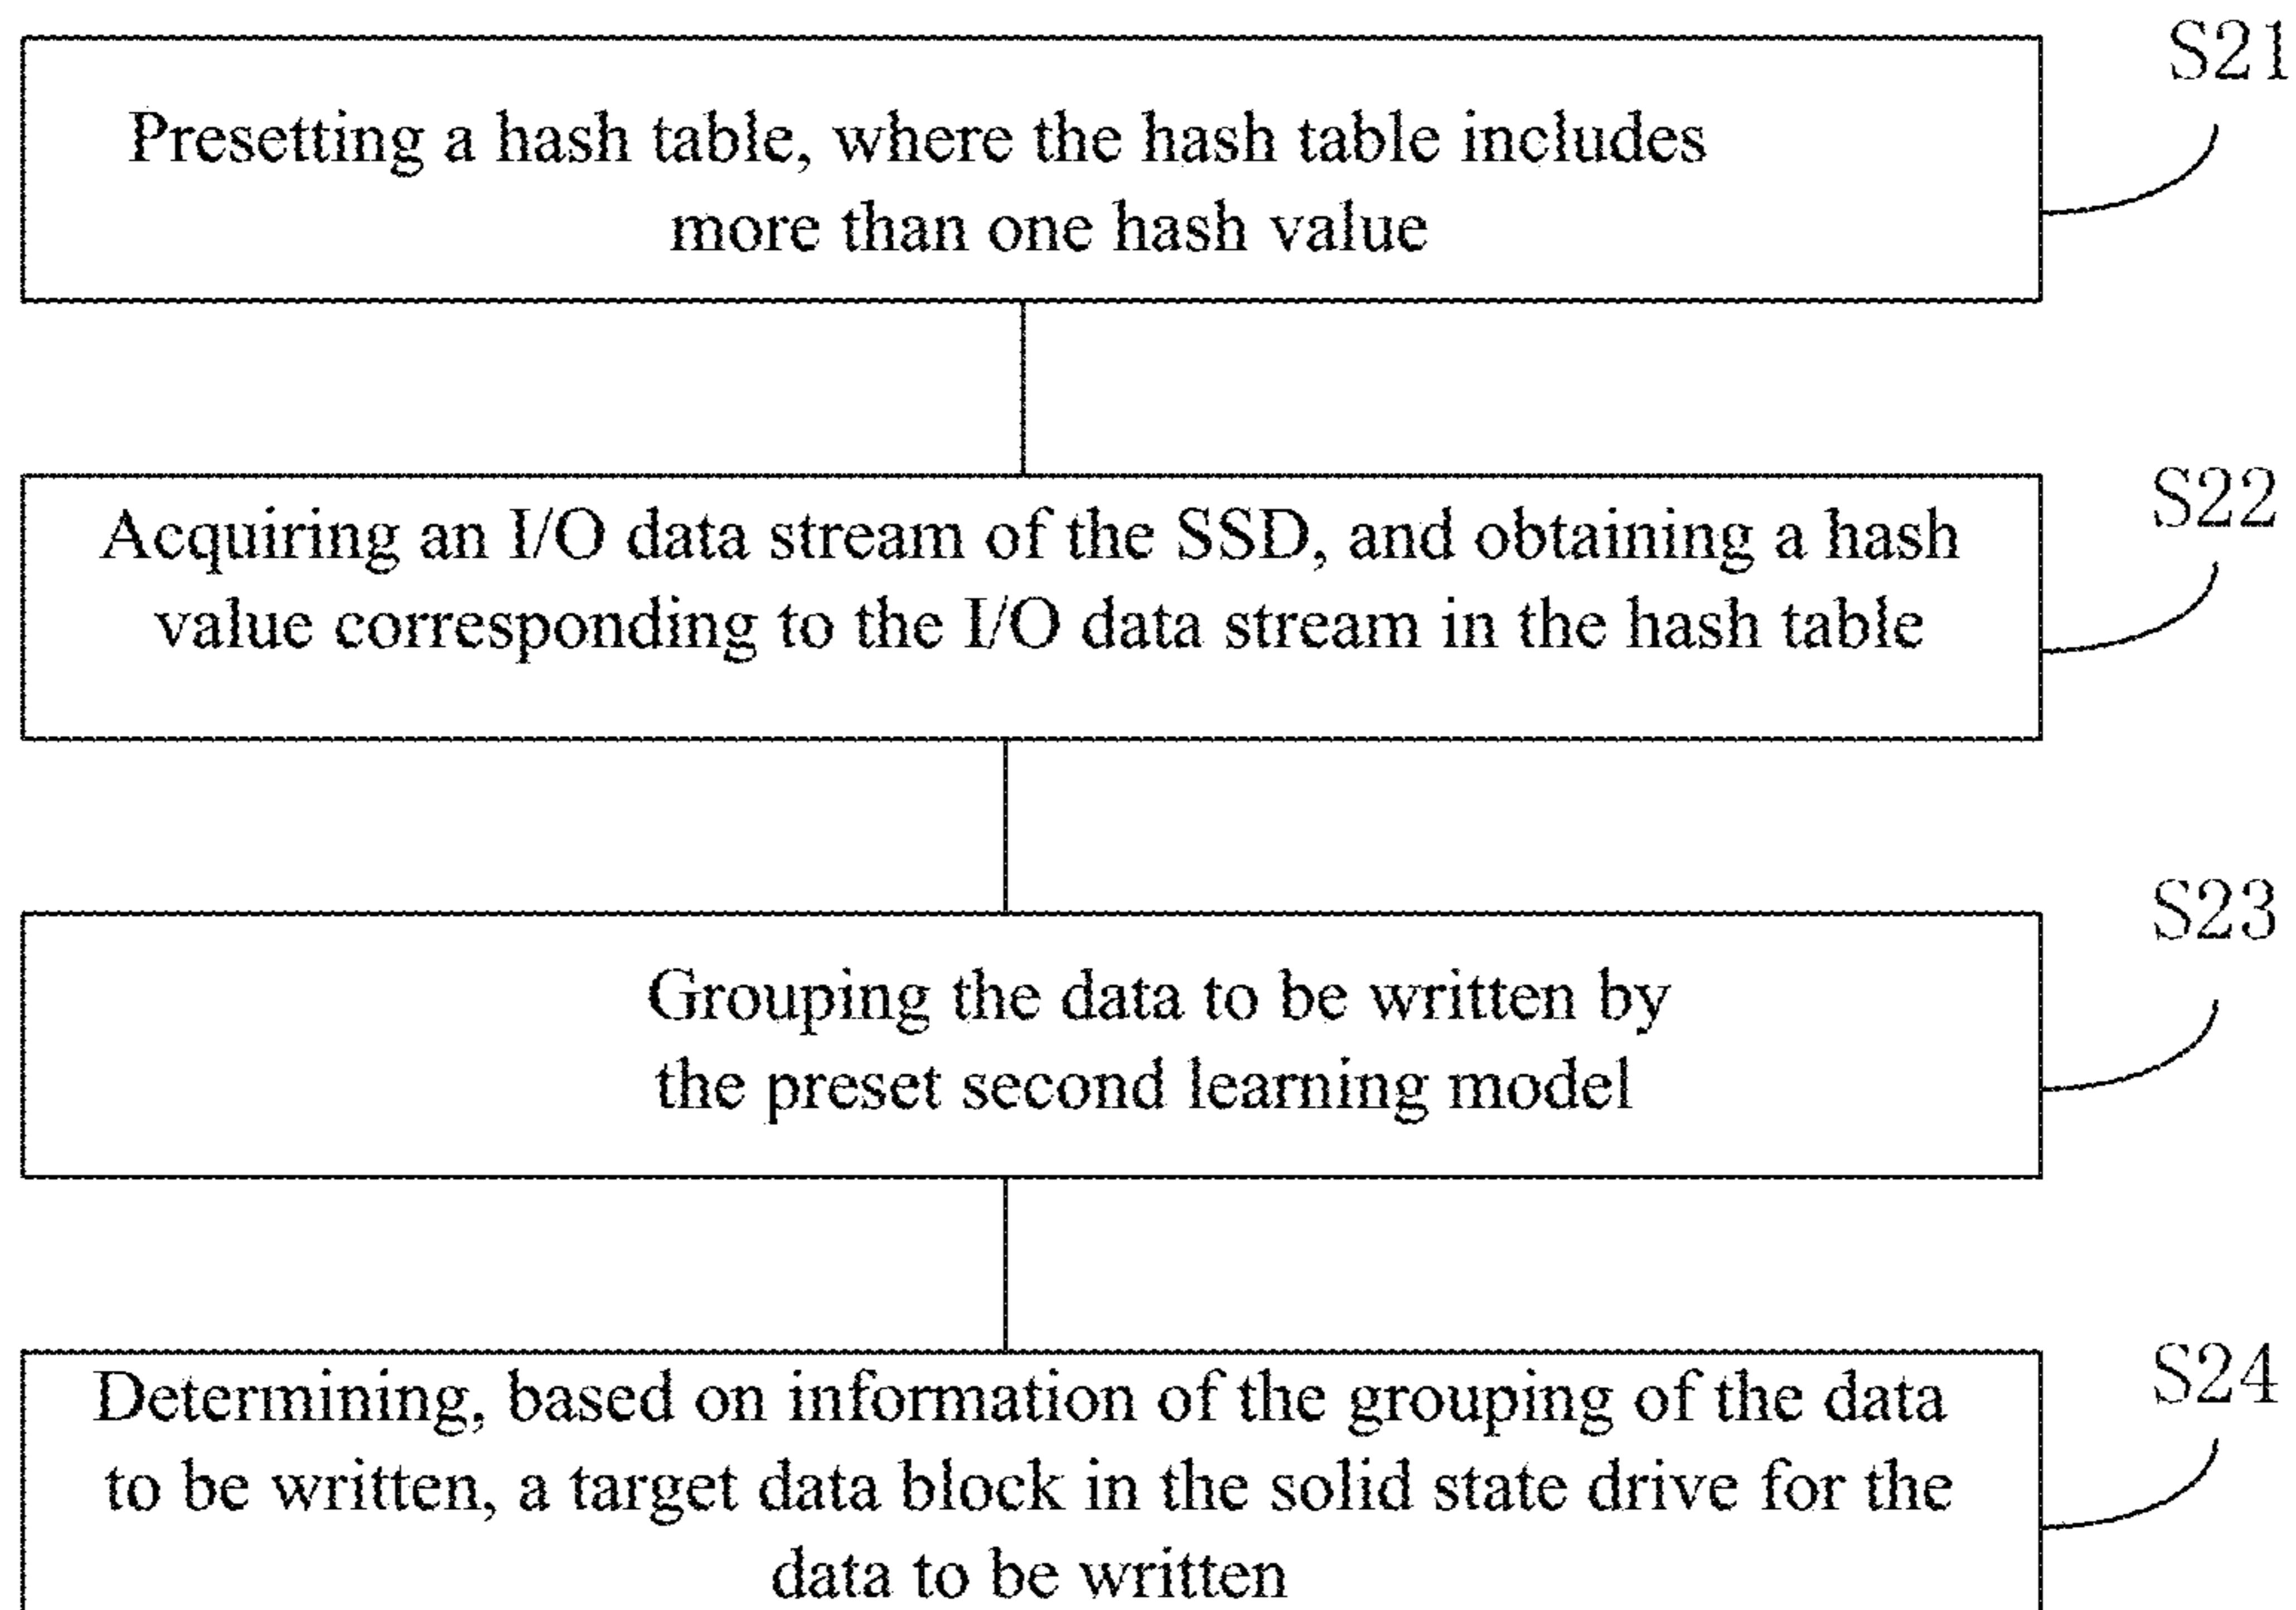 S21
Presetting a hash table, where the hash table includes
more than one hash value
S22
Acquiring an I/O data stream of the SSD, and obtaining a hash
value corresponding to the I/O data stream in the hash table
S23
Grouping the data to be written by
the preset second learning model
S24
Determining, based on information of the grouping of the data
to be written, a target data block in the solid state drive for the
data to be written